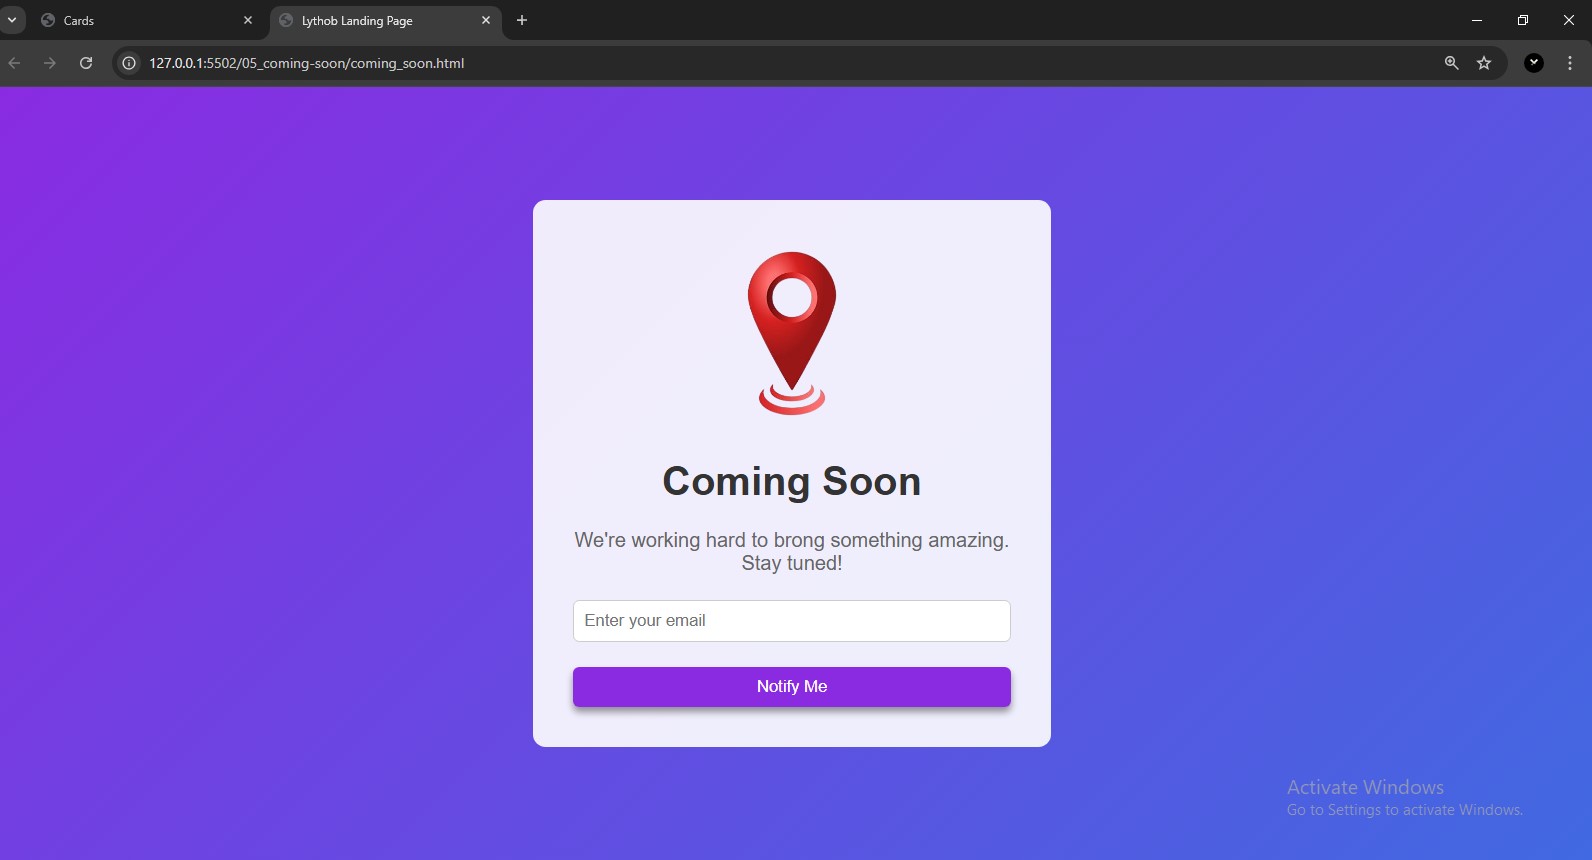 Cards
Lythob Landing Page
127.0.0.1:5502/05_coming-soon/coming_soon.html
Coming Soon
We're working hard to brong something amazing.
Stay tuned!
Enter your email
Notify Me
Activate Windows
Go to Settings to activate Windows.